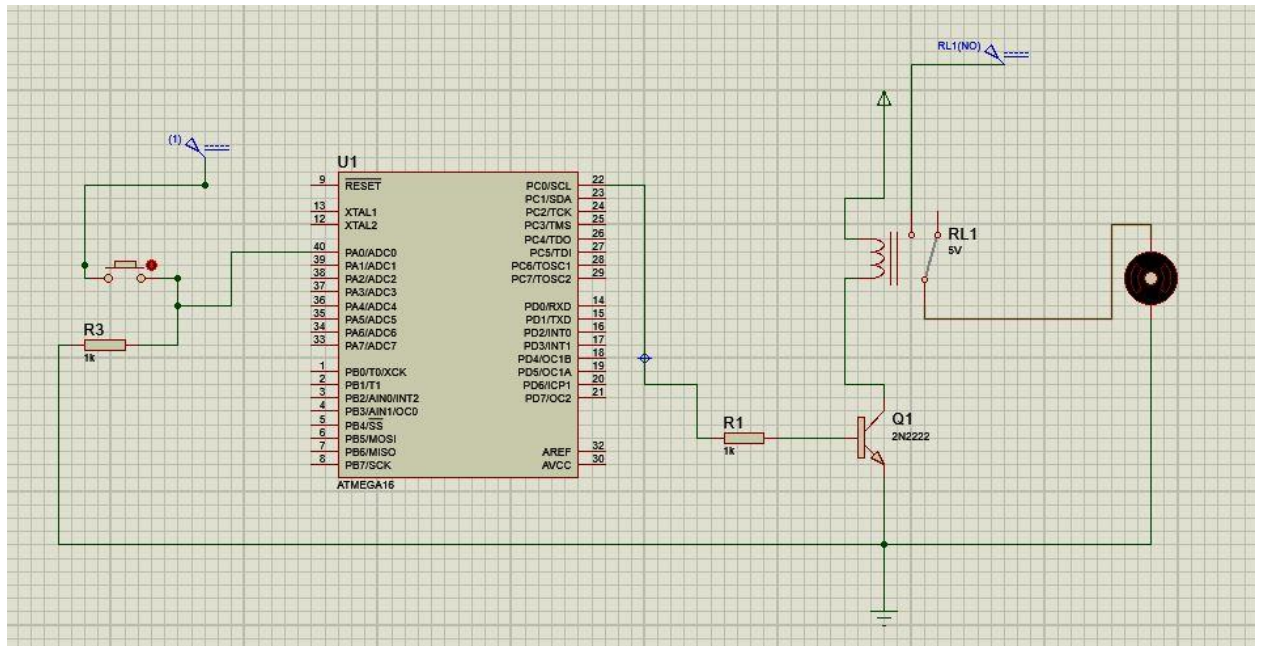 RL1(NO)
(1)
U1
9 RESET
13 XTAL1
12 XTAL2
40 PA0/ADC0
39 PA1/ADC1
38 PA2/ADC2
37 PA3/ADC3
36 PA4/ADC4
35 PA5/ADC5
34 PA6/ADC6
33 PA7/ADC7
1 PB0/T0/XCK
2 PB1/T1
3 PB2/AIN0/INT2
4 PB3/AIN1/OC0
5 PB4/SS
6 PB5/MOSI
7 PB6/MISO
8 PB7/SCK
PC0/SCL 22
PC1/SDA 23
PC2/TCK 24
PC3/TMS 25
PC4/TDO 26
PC5/TDI 27
PC6/TOSC1 28
PC7/TOSC2 29
PD0/RXD 14
PD1/TXD 15
PD2/INT0 16
PD3/INT1 17
PD4/OC1B 18
PD5/OC1A 19
PD6/ICP1 20
PD7/OC2 21
AREF 32
AVCC 30
ATMEGA16
R3
1k
R1
1k
Q1
2N2222
RL1
5V